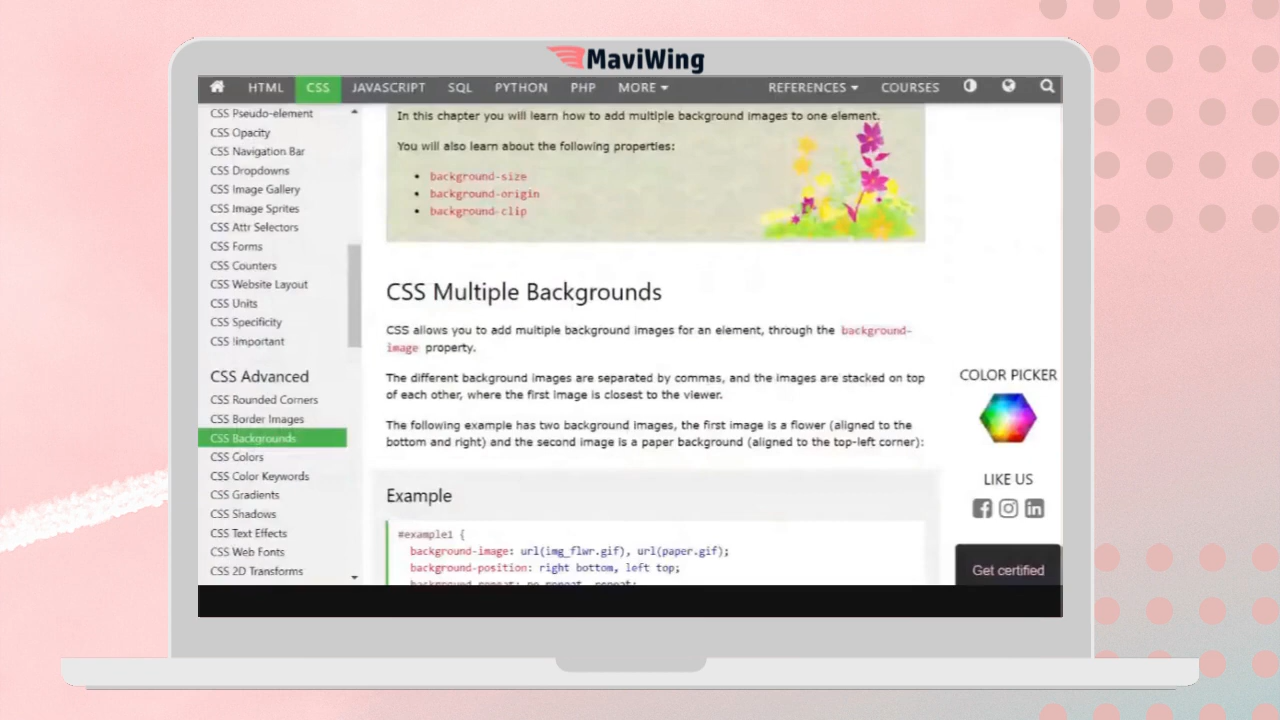 MaviWing
HTML CSS JAVASCRIPT SQL PYTHON PHP MORE REFERENCES COURSES
CSS Pseudo-element
CSS Opacity
CSS Navigation Bar
CSS Dropdowns
CSS Image Gallery
CSS Image Sprites
CSS Attr Selectors
CSS Forms
CSS Counters
CSS Website Layout
CSS Units
CSS Specificity
CSS !important
CSS Advanced
CSS Rounded Corners
CSS Border Images
CSS Backgrounds
CSS Colors
CSS Color Keywords
CSS Gradients
CSS Shadows
CSS Text Effects
CSS Web Fonts
CSS 2D Transforms
In this chapter you will learn how to add multiple background images to one element.
You will also learn about the following properties:
• background-size
• background-origin
• background-clip
CSS Multiple Backgrounds
CSS allows you to add multiple background images for an element, through the background-
image property.
The different background images are separated by commas, and the images are stacked on top
of each other, where the first image is closest to the viewer.
The following example has two background images, the first image is a flower (aligned to the
bottom and right) and the second image is a paper background (aligned to the top-left corner):
Example
#example1 {
background-image: url(img_flwr.gif), url(paper.gif);
background-position: right bottom, left top;
background-repeat: no-repeat, repeat;
COLOR PICKER
LIKE US
Get certified